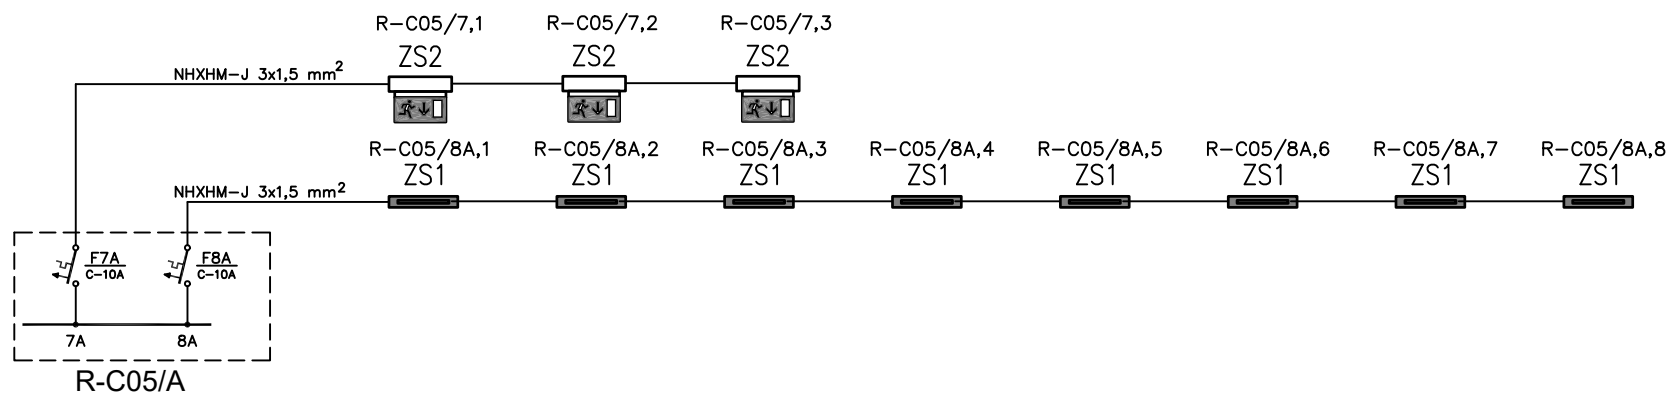 R-C05/7,1 R-C05/7,2 R-C05/7,3
ZS2 ZS2 ZS2
NHXHM-J 3x1,5 mm²
R-C05/8A,1 R-C05/8A,2 R-C05/8A,3 R-C05/8A,4 R-C05/8A,5 R-C05/8A,6 R-C05/8A,7 R-C05/8A,8
ZS1 ZS1 ZS1 ZS1 ZS1 ZS1 ZS1 ZS1
NHXHM-J 3x1,5 mm²
F7A F8A
C-10A C-10A
7A 8A
R-C05/A